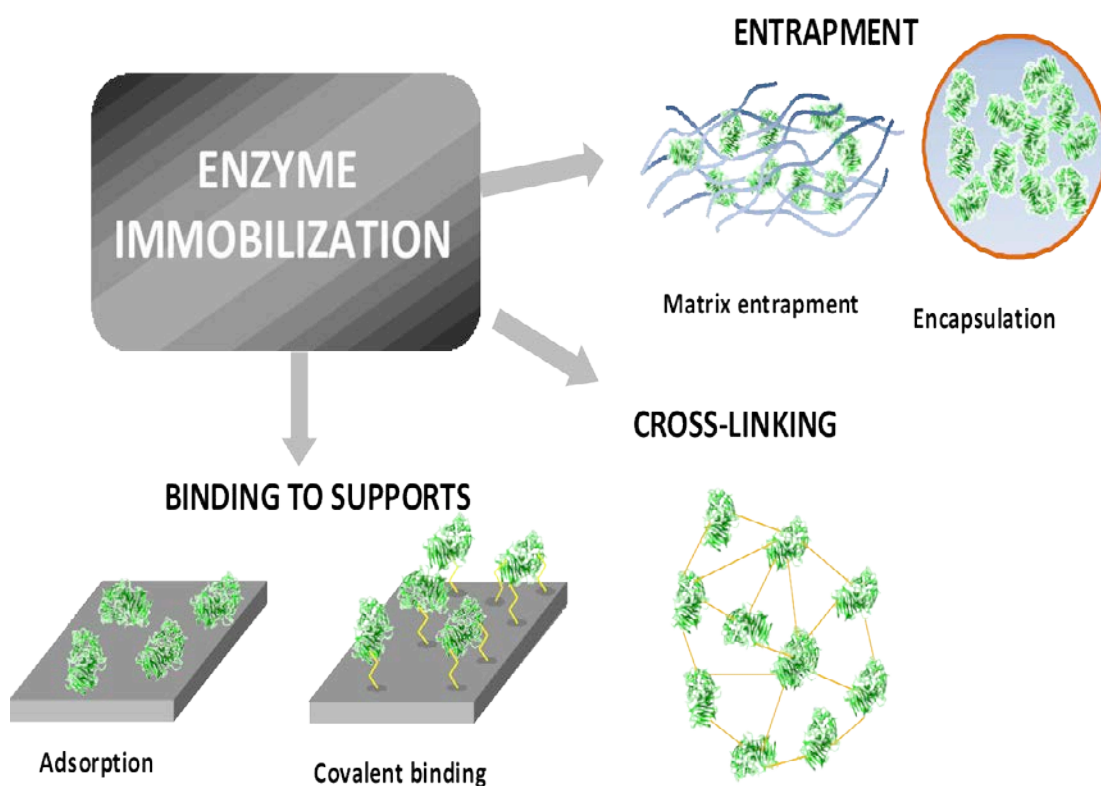 ENTRAPMENT
ENZYME
IMMOBILIZATION
Matrix entrapment
Encapsulation
CROSS-LINKING
BINDING TO SUPPORTS
Adsorption
Covalent binding